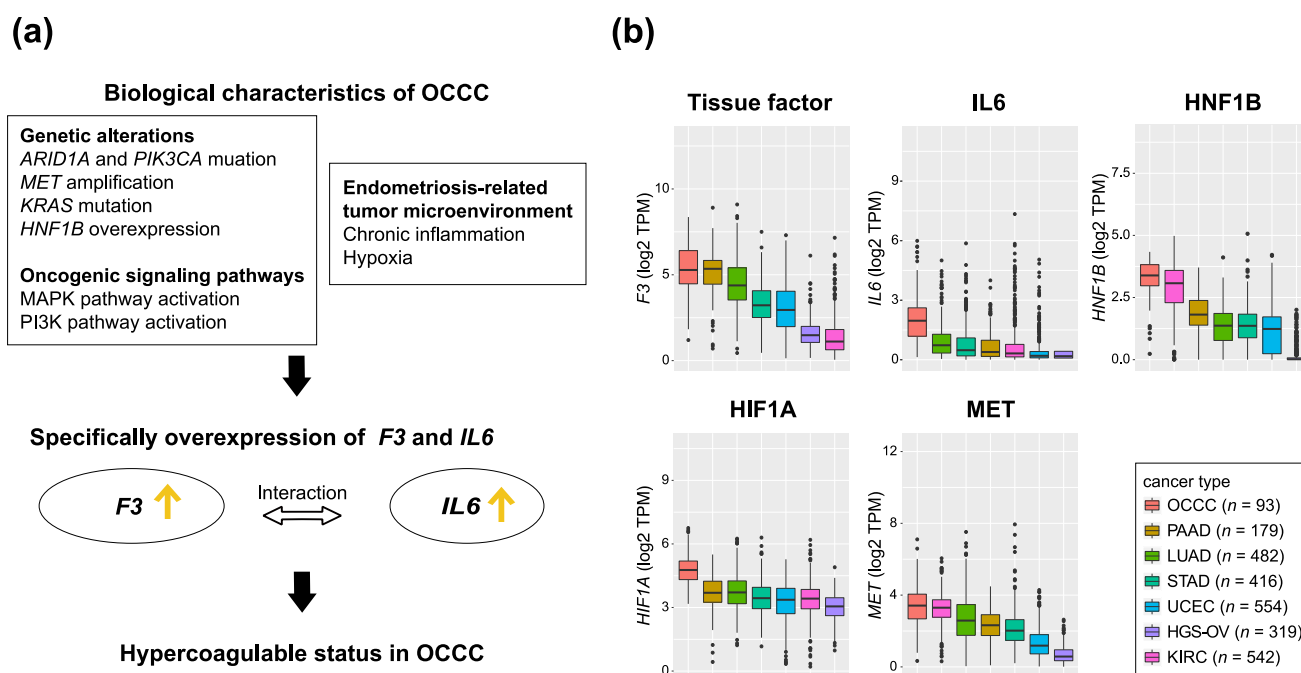 (a)
Biological characteristics of OCCC
Genetic alterations
ARID1A and PIK3CA muation
MET amplification
KRAS mutation
HNF1B overexpression
Oncogenic signaling pathways
MAPK pathway activation
PI3K pathway activation
Endometriosis-related
tumor microenvironment
Chronic inflammation
Hypoxia
Specifically overexpression of F3 and IL6
F3
Interaction
IL6
Hypercoagulable status in OCCC
(b)
Tissue factor
F3 (log2 TPM)
10
5
0
IL6
IL6 (log2 TPM)
9
6
3
0
HNF1B
HNF1B (log2 TPM)
7.5
5.0
2.5
0.0
HIF1A
HIF1A (log2 TPM)
9
6
3
0
MET
MET (log2 TPM)
12
8
4
0
cancer type
OCCC (n = 93)
PAAD (n = 179)
LUAD (n = 482)
STAD (n = 416)
UCEC (n = 554)
HGS-OV (n = 319)
KIRC (n = 542)